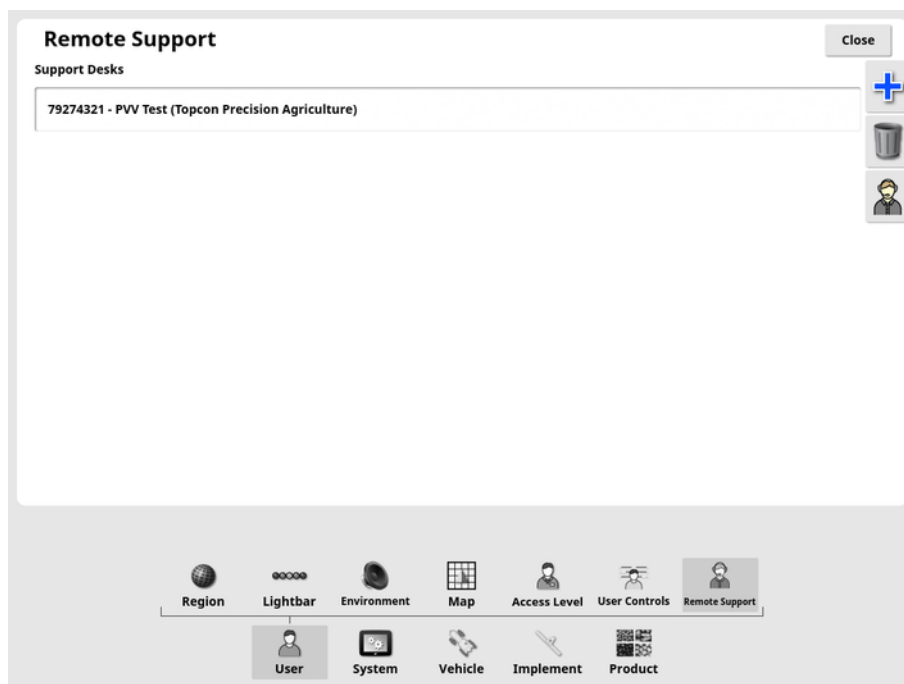 Remote Support
Close
Support Desks
79274321 - PVV Test (Topcon Precision Agriculture)
Region
Lightbar
Environment
Map
Access Level
User Controls
Remote Support
User
System
Vehicle
Implement
Product